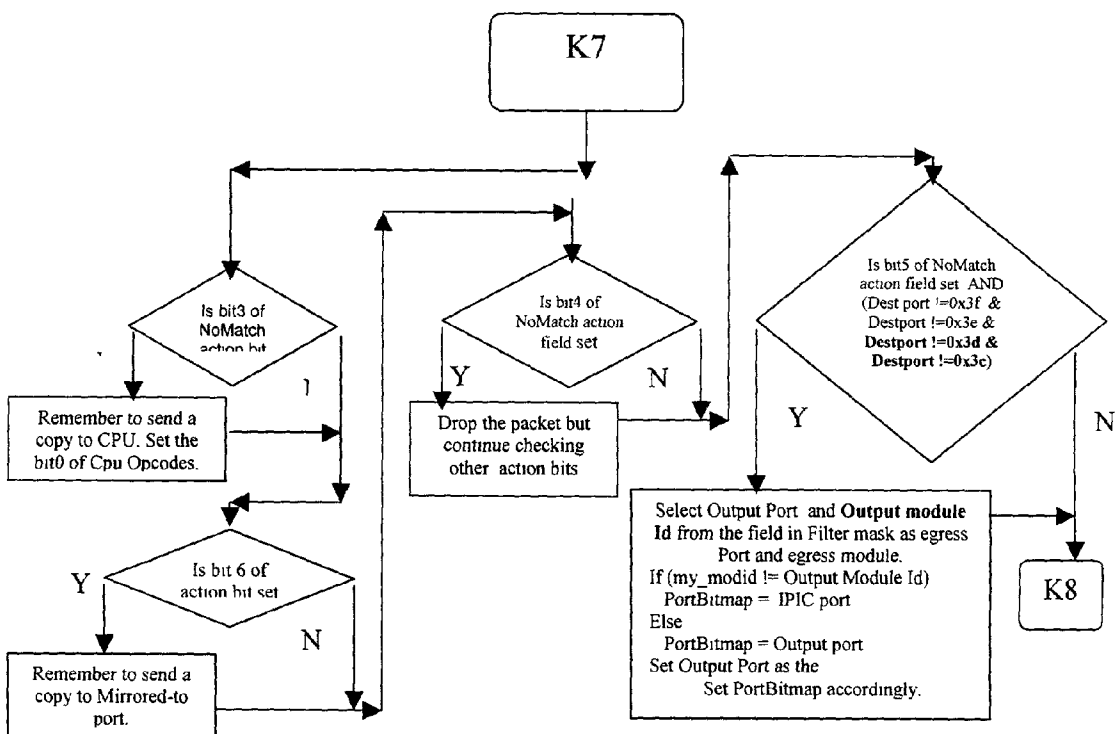 K7
Is bit3 of
NoMatch
action bit
Remember to send a
copy to CPU. Set the
bit0 of Cpu Opcodes.
Y
Is bit 6 of
action bit set
N
Remember to send a
copy to Mirrored-to
port.
Is bit4 of
NoMatch action
field set
Y
N
Drop the packet but
continue checking
other action bits
Is bit5 of NoMatch
action field set AND
(Dest port !=0x3f &
Destport !=0x3e &
Destport !=0x3d &
Destport !=0x3c)
Y
N
Select Output Port and Output module
Id from the field in Filter mask as egress
Port and egress module.
If (my_modid != Output Module Id)
PortBitmap = IPIC port
Else
PortBitmap = Output port
Set Output Port as the
Set PortBitmap accordingly.
K8